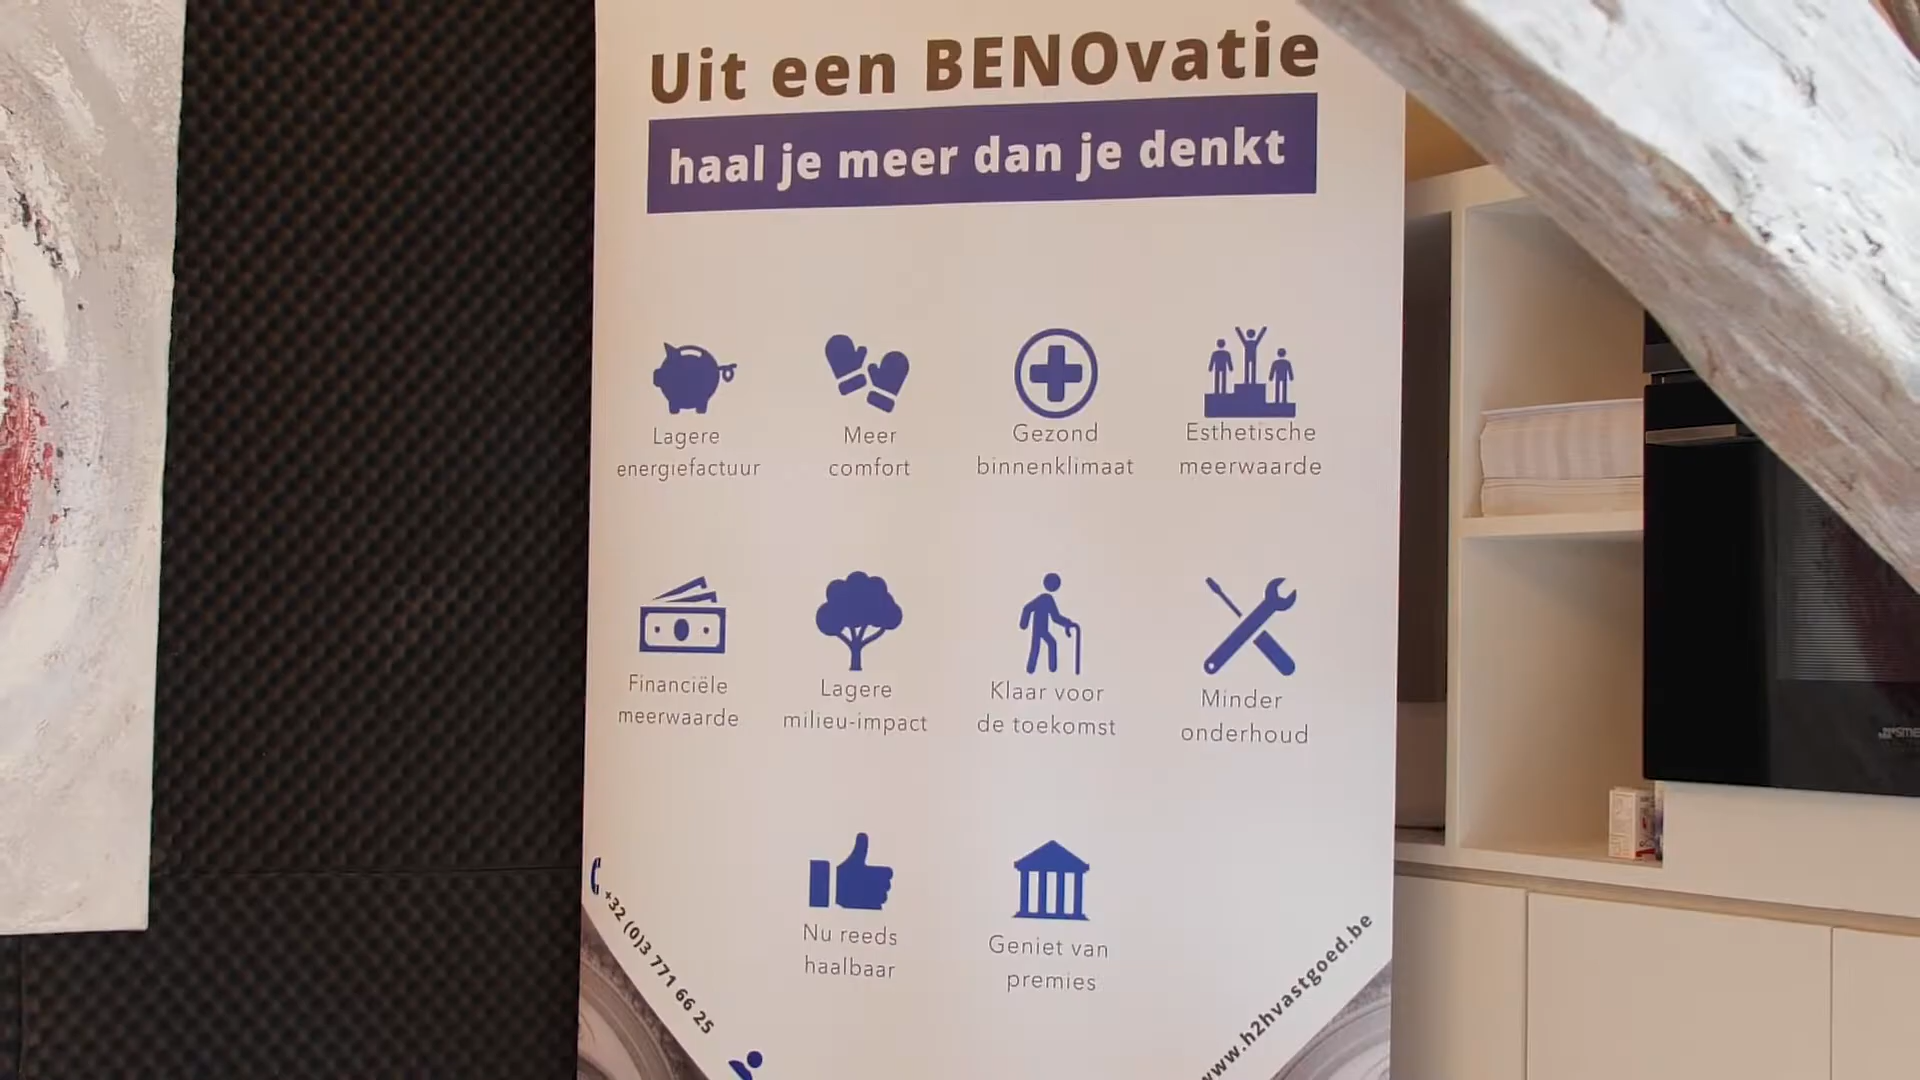 Uit een BENOvatie
haal je meer dan je denkt
Lagere
energiefactuur
Meer
comfort
Gezond
binnenklimaat
Esthetische
meerwaarde
Financiële
meerwaarde
Lagere
milieu-impact
Klaar voor
de toekomst
Minder
onderhoud
Nu reeds
haalbaar
Geniet van
premies
+32 (0)3 771 66 25
www.h2hvastgoed.be